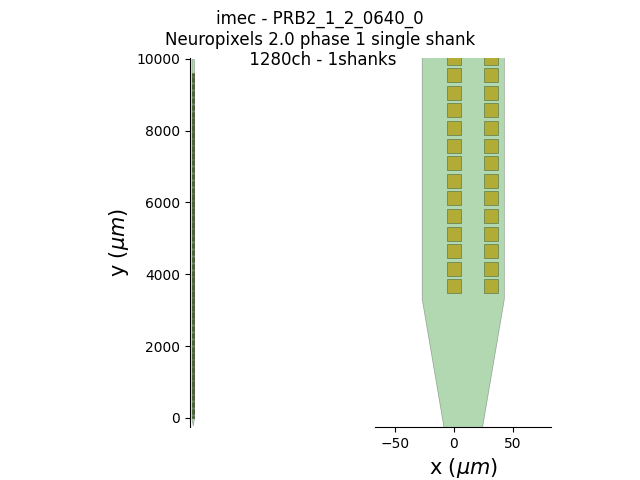 imec - PRB2_1_2_0640_0
Neuropixels 2.0 phase 1 single shank
1280ch - 1shanks
10000
8000
6000
4000
2000
0
y (μm)
−50 0 50
x (μm)